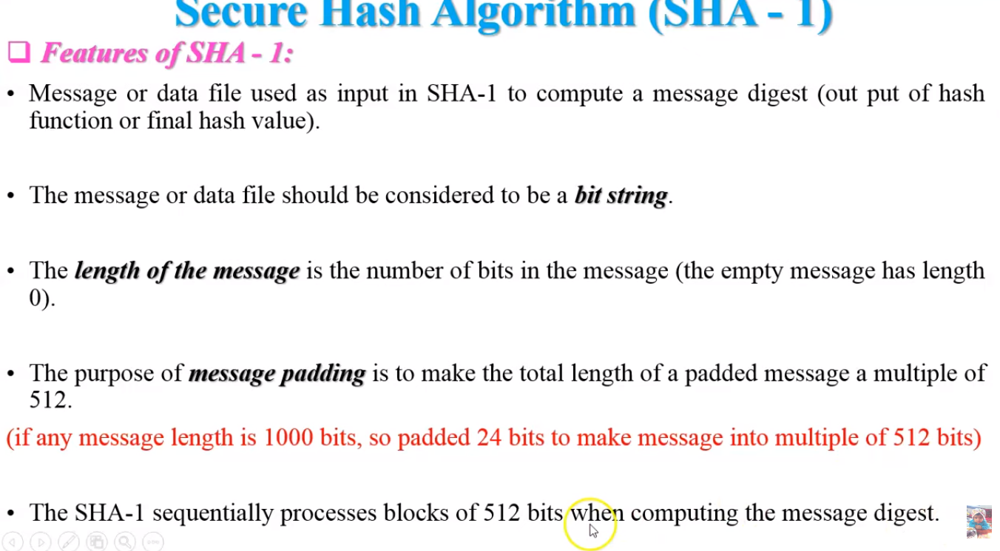 Secure Hash Algorithm (SHA - 1)
Features of SHA - 1:
• Message or data file used as input in SHA-1 to compute a message digest (out put of hash
function or final hash value).
• The message or data file should be considered to be a bit string.
• The length of the message is the number of bits in the message (the empty message has length
0).
• The purpose of message padding is to make the total length of a padded message a multiple of
512.
(if any message length is 1000 bits, so padded 24 bits to make message into multiple of 512 bits)
• The SHA-1 sequentially processes blocks of 512 bits when computing the message digest.